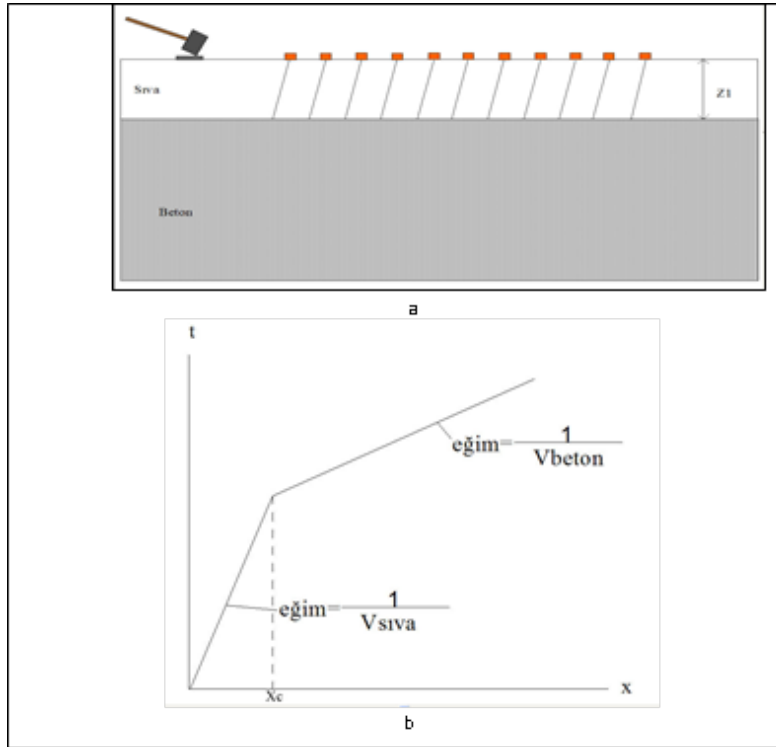 Sıva
Z1
Beton
a
t
eğim= 1
Vbeton
eğim= 1
Vsıva
Xc
x
b